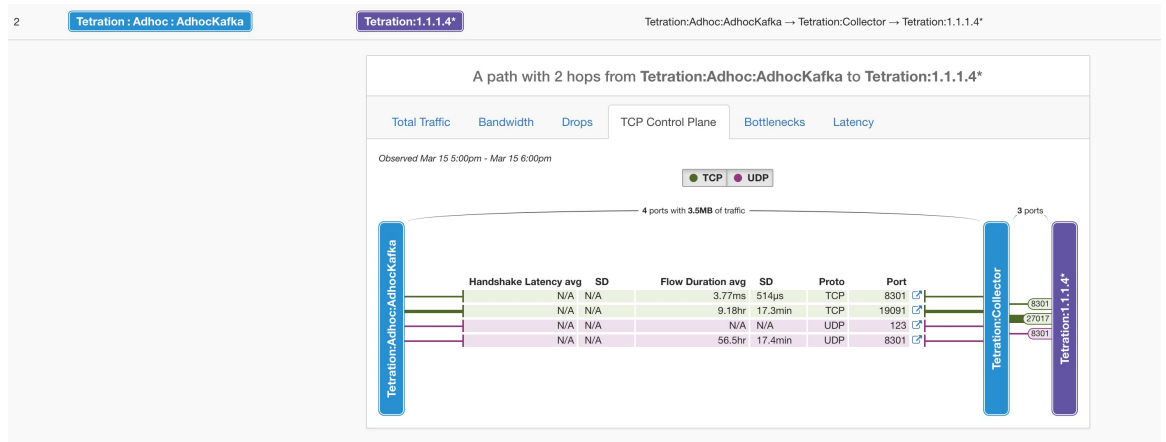 2 Tetration : Adhoc : AdhocKafka Tetration:1.1.1.4* Tetration:Adhoc:AdhocKafka → Tetration:Collector → Tetration:1.1.1.4*
A path with 2 hops from Tetration:Adhoc:AdhocKafka to Tetration:1.1.1.4*
Total Traffic Bandwidth Drops TCP Control Plane Bottlenecks Latency
Observed Mar 15 5:00pm - Mar 15 6:00pm
TCP UDP
4 ports with 3.5MB of traffic 3 ports
Tetration:Adhoc:AdhocKafka
Handshake Latency avg SD Flow Duration avg SD Proto Port
N/A N/A 3.77ms 514µs TCP 8301
N/A N/A 9.18hr 17.3min TCP 19091
N/A N/A N/A N/A UDP 123
N/A N/A 56.5hr 17.4min UDP 8301
Tetration:Collector
8301
27017
8301
Tetration:1.1.1.4*